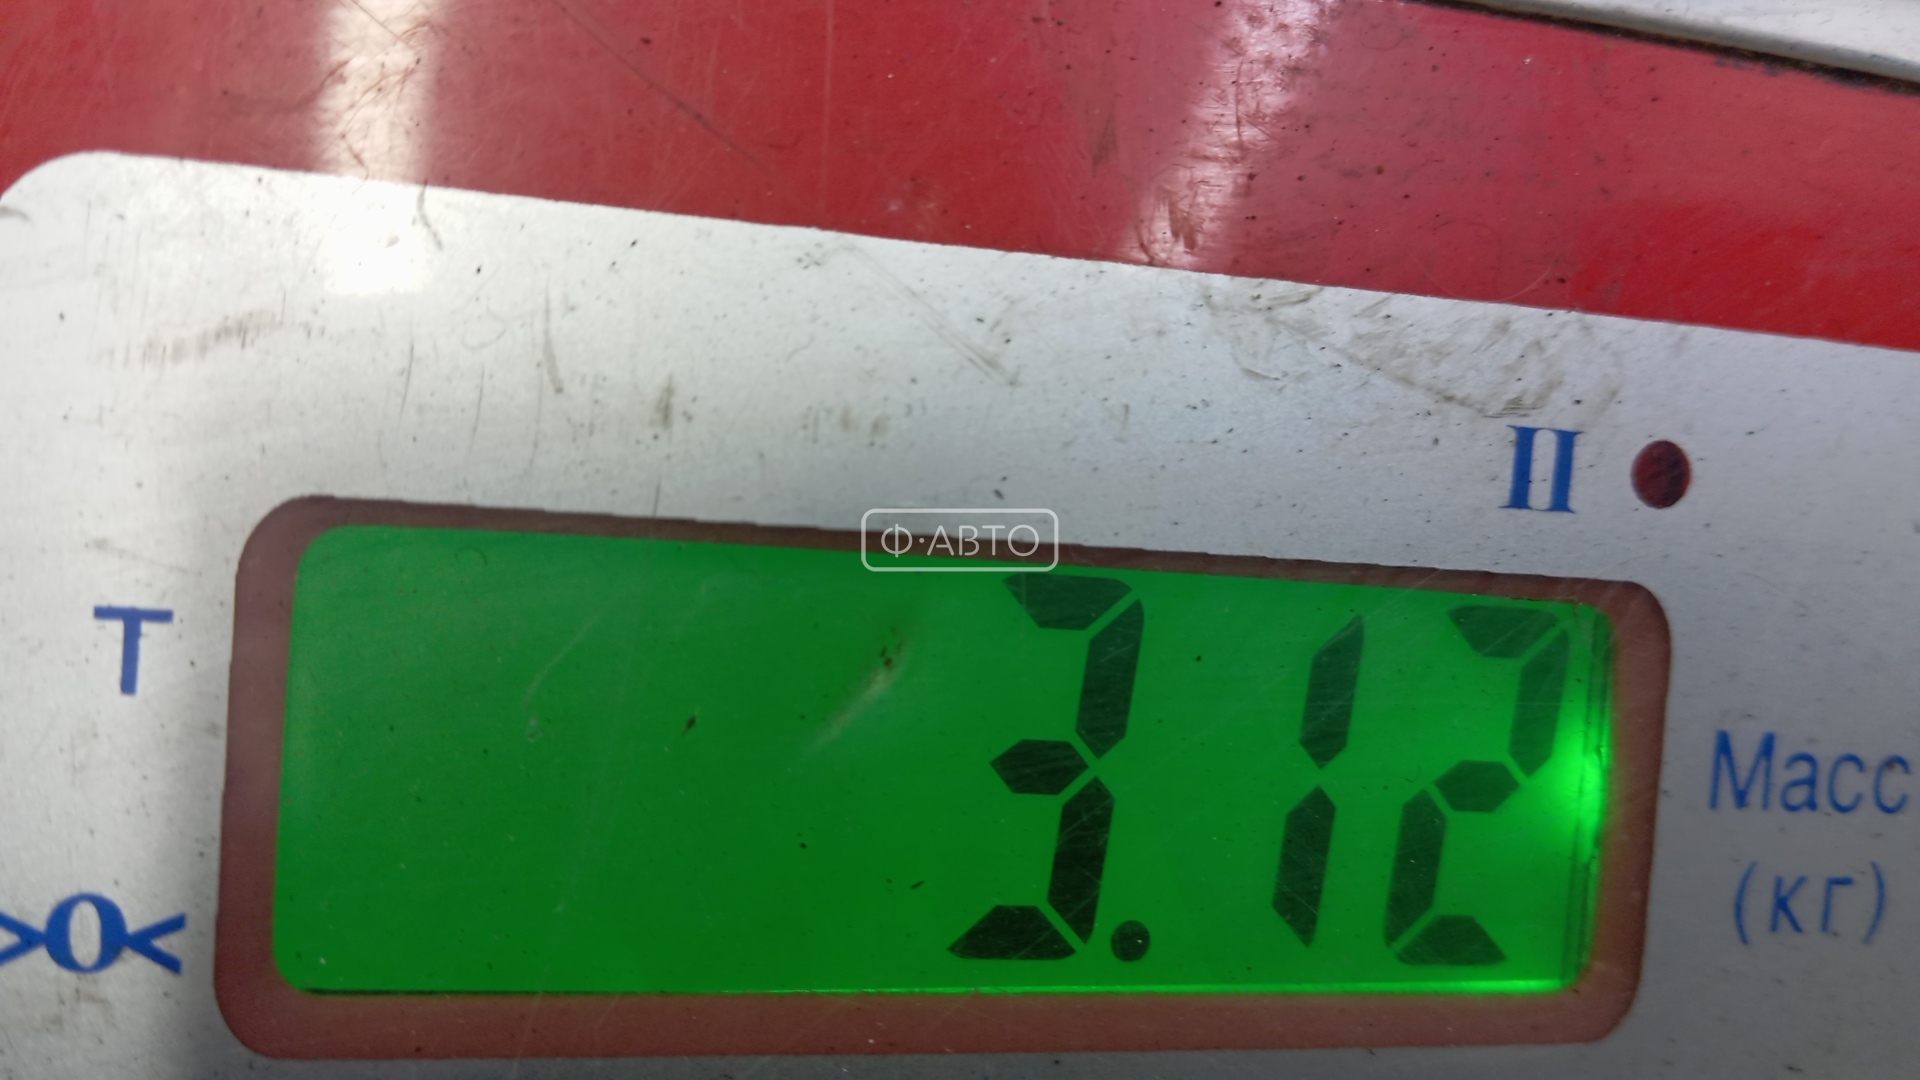 II
Ф·АВТО
T
3.12
Масс
(кг)
>0<